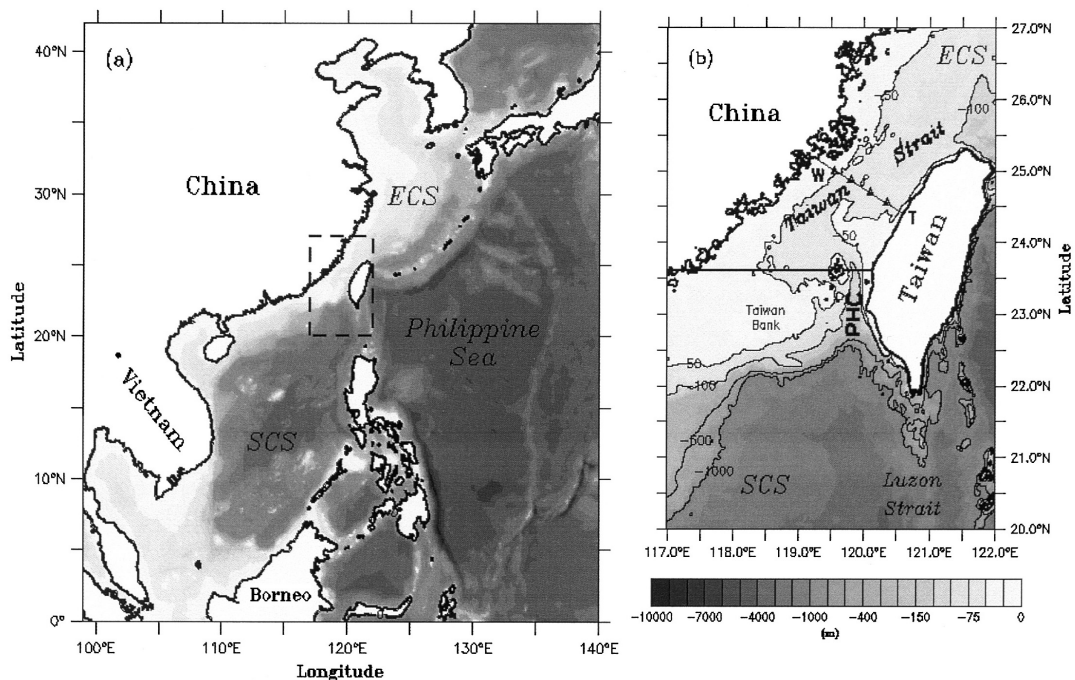 (a)
China
ECS
Philippine
Sea
Vietnam
SCS
Borneo
40°N
30°N
20°N
10°N
0°
Latitude
100°E
110°E
120°E
130°E
140°E
Longitude
(b)
ECS
China
-50
-100
Strait
Taiwan
W
T
-50
Taiwan
Taiwan
Bank
PHC
-50
-100
-500
-1000
SCS
Luzon
Strait
27.0°N
26.0°N
25.0°N
24.0°N
23.0°N
22.0°N
21.0°N
20.0°N
Latitude
117.0°E
118.0°E
119.0°E
120.0°E
121.0°E
122.0°E
-10000
-7000
-4000
-1000
-400
-150
-75
0
(m)